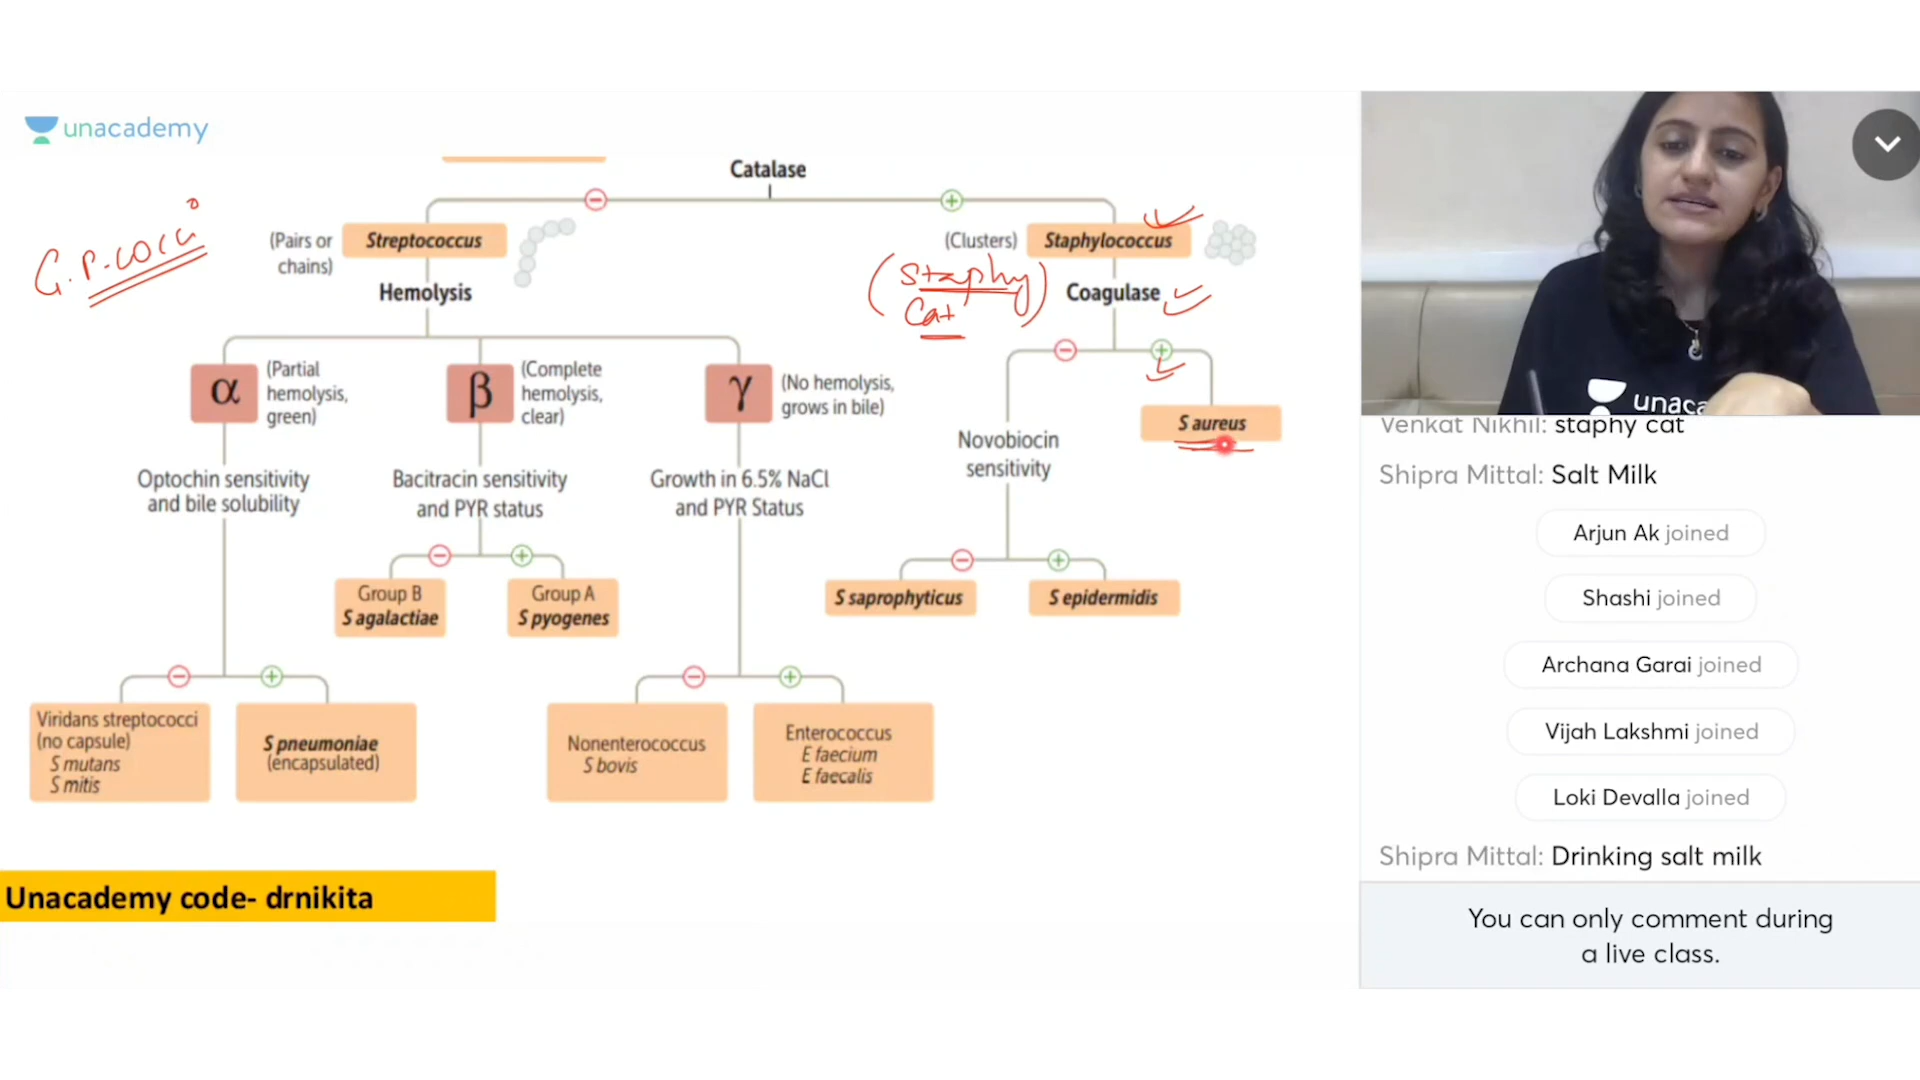 unacademy
Catalase
G.P. cocci
(Pairs or
chains)
Streptococcus
(Clusters)
Staphylococcus
(Staphy
Cat)
Hemolysis
Coagulase
α
(Partial
hemolysis,
green)
β
(Complete
hemolysis,
clear)
γ
(No hemolysis,
grows in bile)
S aureus
Novobiocin
sensitivity
Optochin sensitivity
and bile solubility
Bacitracin sensitivity
and PYR status
Growth in 6.5% NaCl
and PYR Status
Group B
S agalactiae
Group A
S pyogenes
S saprophyticus
S epidermidis
Viridans streptococci
(no capsule)
S mutans
S mitis
S pneumoniae
(encapsulated)
Nonenterococcus
S bovis
Enterococcus
E faecium
E faecalis
Unacademy code- drnikita
unaca
Venkat Nikhil: staphy cat
Shipra Mittal: Salt Milk
Arjun Ak joined
Shashi joined
Archana Garai joined
Vijah Lakshmi joined
Loki Devalla joined
Shipra Mittal: Drinking salt milk
You can only comment during
a live class.